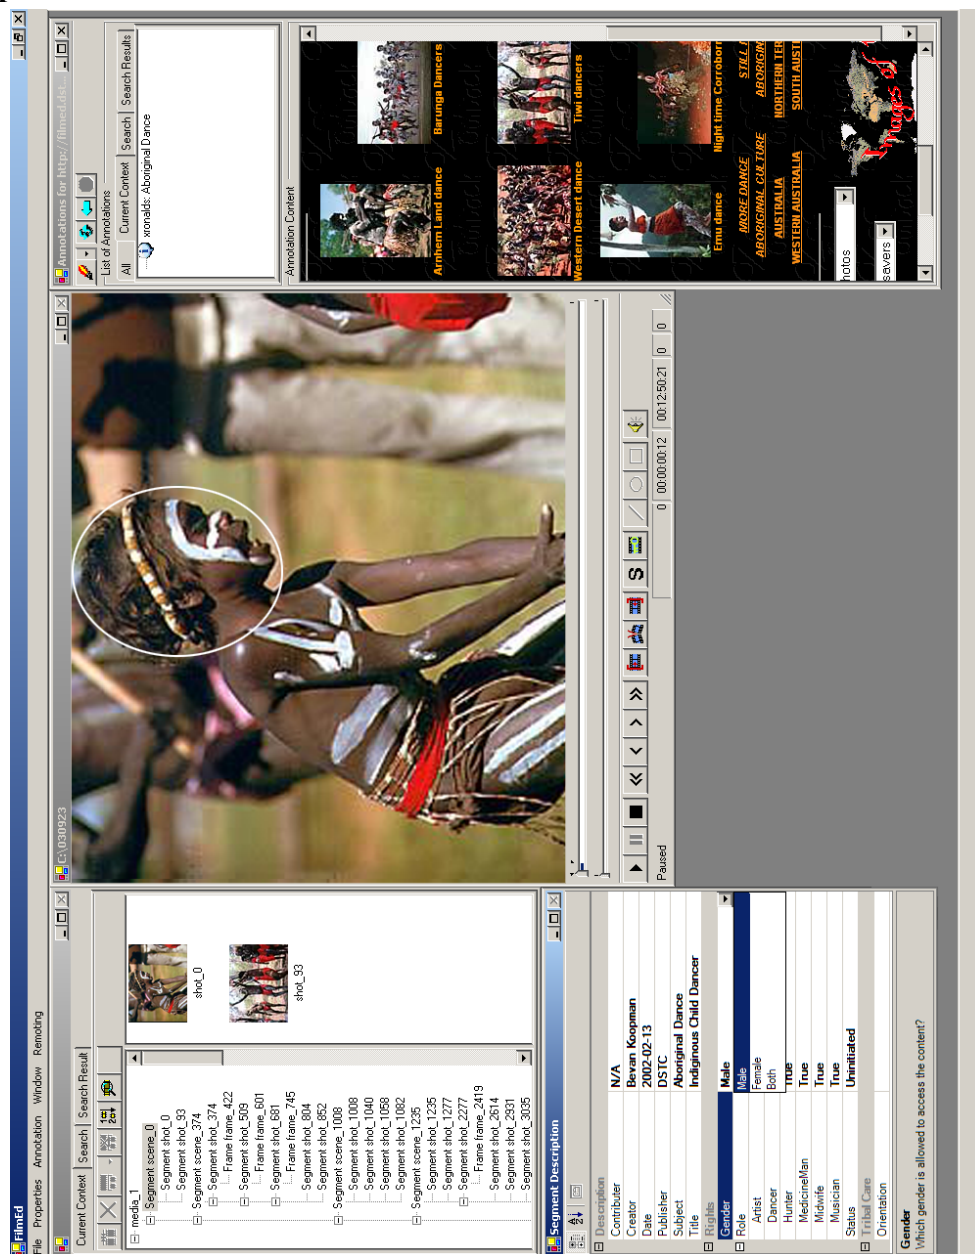 FilmEd
File Properties Annotation Window Remoting
Current Context Search Search Result
media_1
Segment scene_0
Segment shot_0
Segment shot_93
Segment scene_374
Segment shot_374
Frame frame_422
Segment shot_509
Frame frame_601
Segment shot_681
Frame frame_745
Segment shot_804
Segment shot_852
Segment scene_1008
Segment shot_1008
Segment shot_1040
Segment shot_1058
Segment shot_1082
Segment scene_1235
Segment shot_1235
Segment shot_1277
Segment shot_2277
Frame frame_2419
Segment shot_2614
Segment shot_2931
Segment shot_3035
shot_0
shot_93
Segment Description
Description
Contributer N/A
Creator Bevan Koopman
Date 2002-02-13
Publisher DSTC
Subject Aboriginal Dance
Title Indiginous Child Dancer
Rights
Gender Male
Role Male
Artist Female
Dancer Both
Hunter True
MedicineMan True
Midwife True
Musician True
Status Uninitiated
Tribal Care
Orientation
Gender
Which gender is allowed to access the content?
C:\030923
S
Paused
0 00:00:00:12 00:12:50:21 0 0
Annotations for http://filmed.dst...
List of Annotations
All Current Context Search Search Results
xronalds: Aboriginal Dance
Annotation Content
Arnhem Land dance Barunga Dancers
Western Desert dance Tiwi dancers
Emu dance Night time Corrobor
MORE DANCE STILL
ABORIGINAL CULTURE ABORIGIN
AUSTRALIA NORTHERN TER
WESTERN AUSTRALIA SOUTH AUST
hotos
savers
Images of